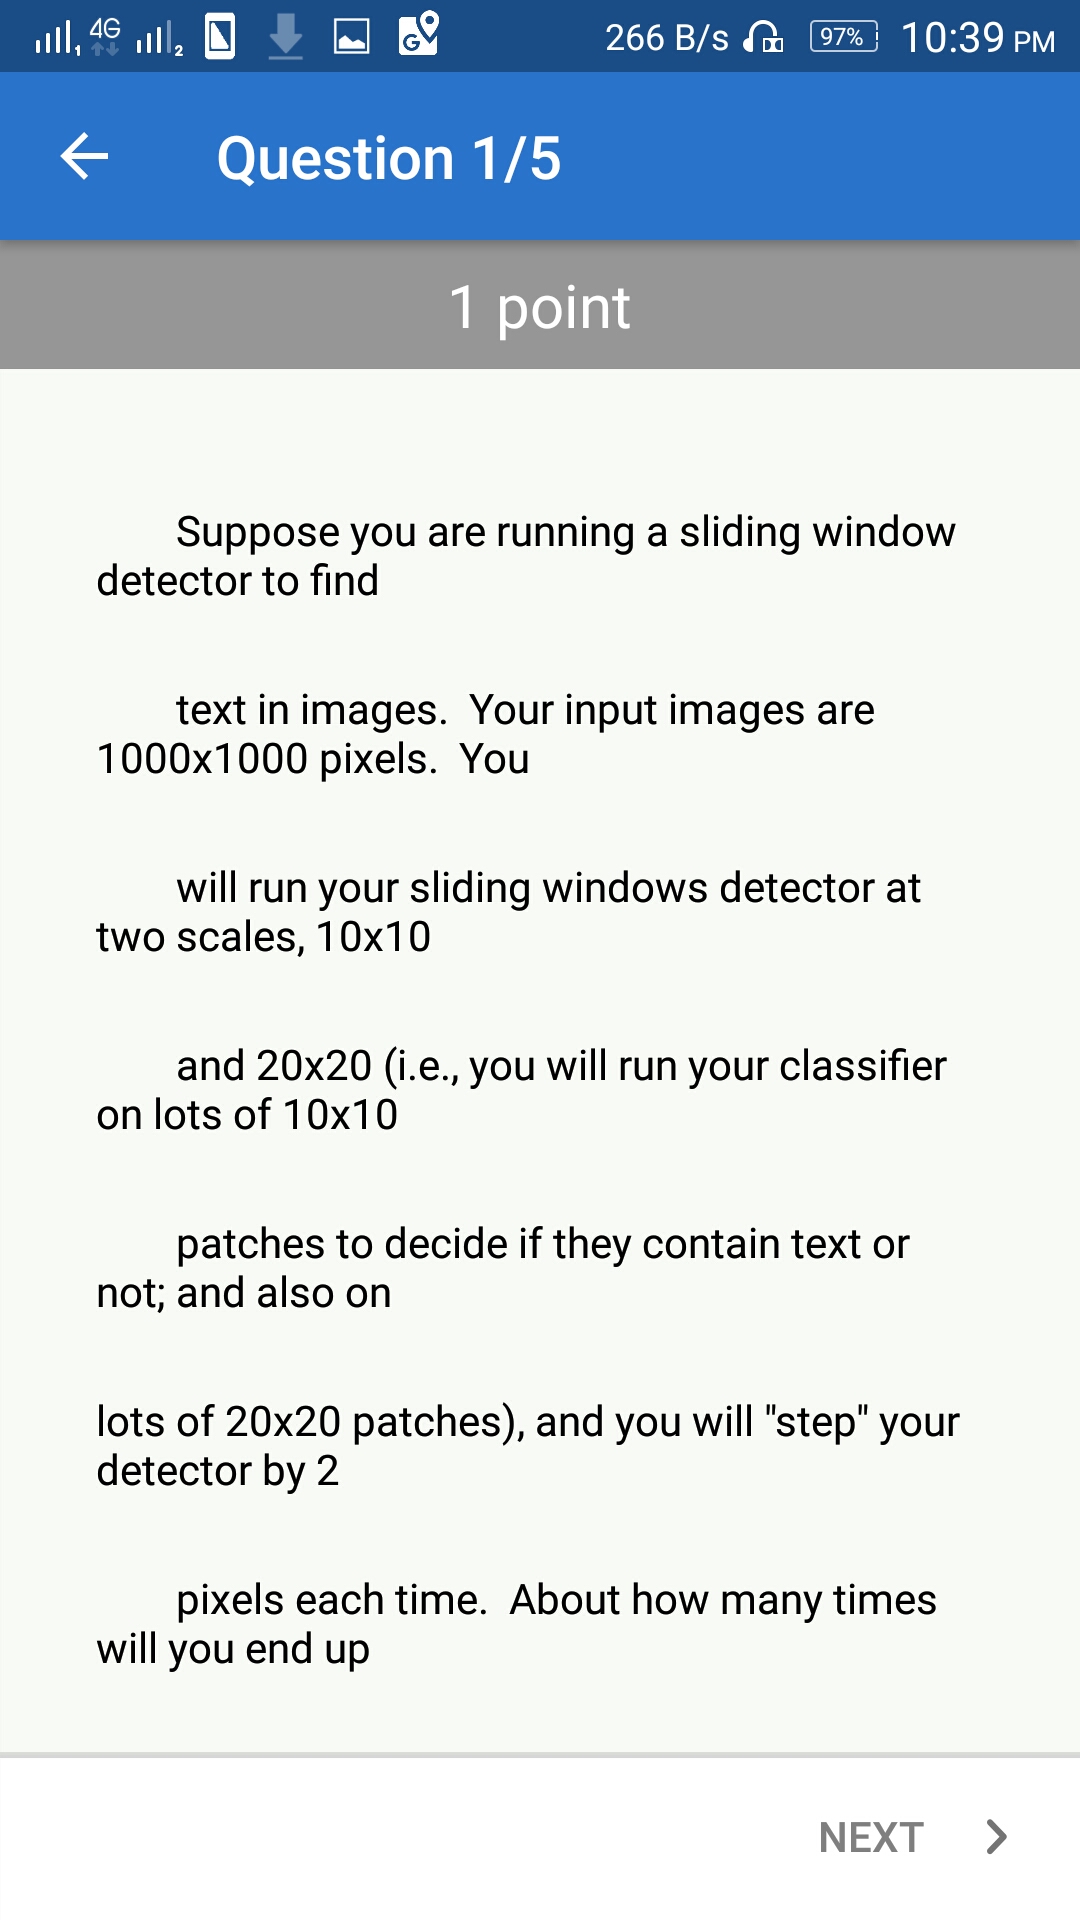 1 4G 2 266 B/s 97% 10:39 PM
Question 1/5
1 point
Suppose you are running a sliding window
detector to find
text in images.  Your input images are
1000x1000 pixels.  You
will run your sliding windows detector at
two scales, 10x10
and 20x20 (i.e., you will run your classifier
on lots of 10x10
patches to decide if they contain text or
not; and also on
lots of 20x20 patches), and you will "step" your
detector by 2
pixels each time.  About how many times
will you end up
NEXT